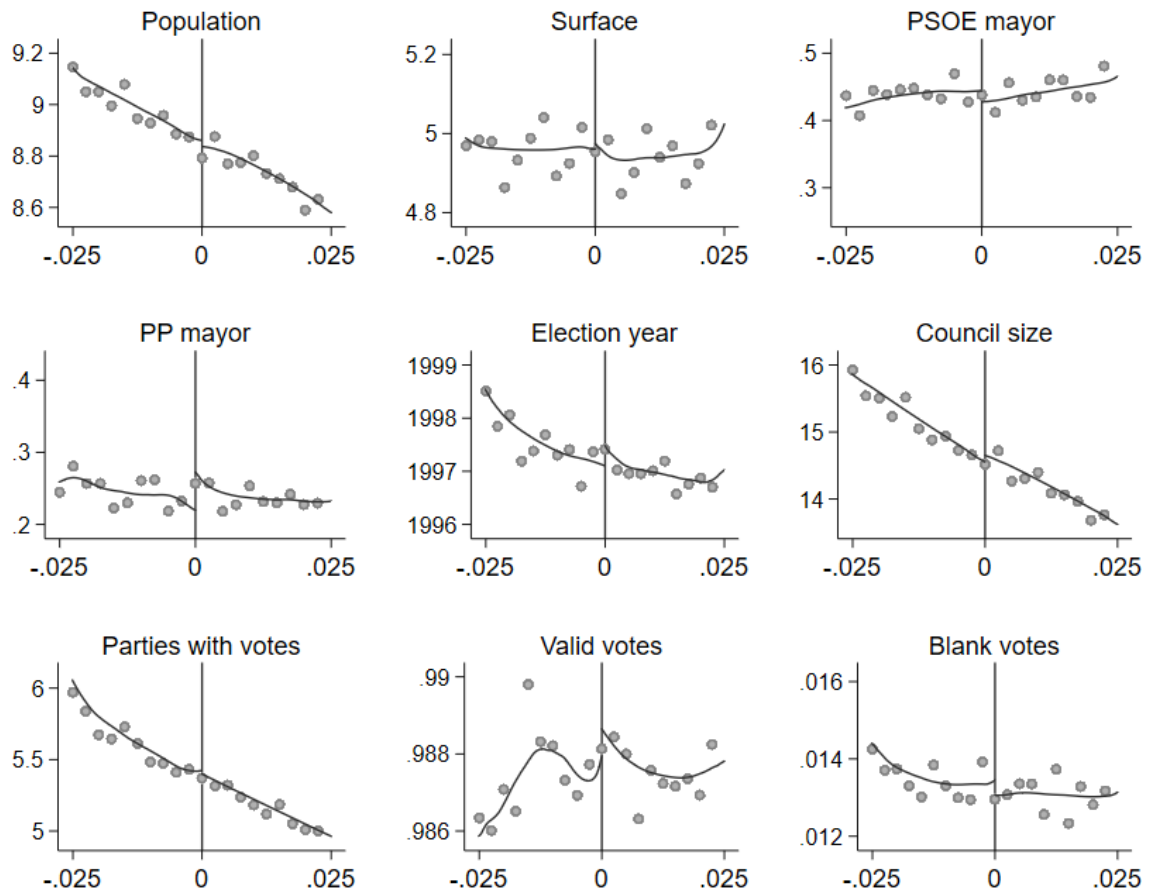 Population
9.2
9
8.8
8.6
-.025 0 .025
Surface
5.2
5
4.8
-.025 0 .025
PSOE mayor
.5
.4
.3
-.025 0 .025
PP mayor
.4
.3
.2
-.025 0 .025
Election year
1999
1998
1997
1996
-.025 0 .025
Council size
16
15
14
-.025 0 .025
Parties with votes
6
5.5
5
-.025 0 .025
Valid votes
.99
.988
.986
-.025 0 .025
Blank votes
.016
.014
.012
-.025 0 .025